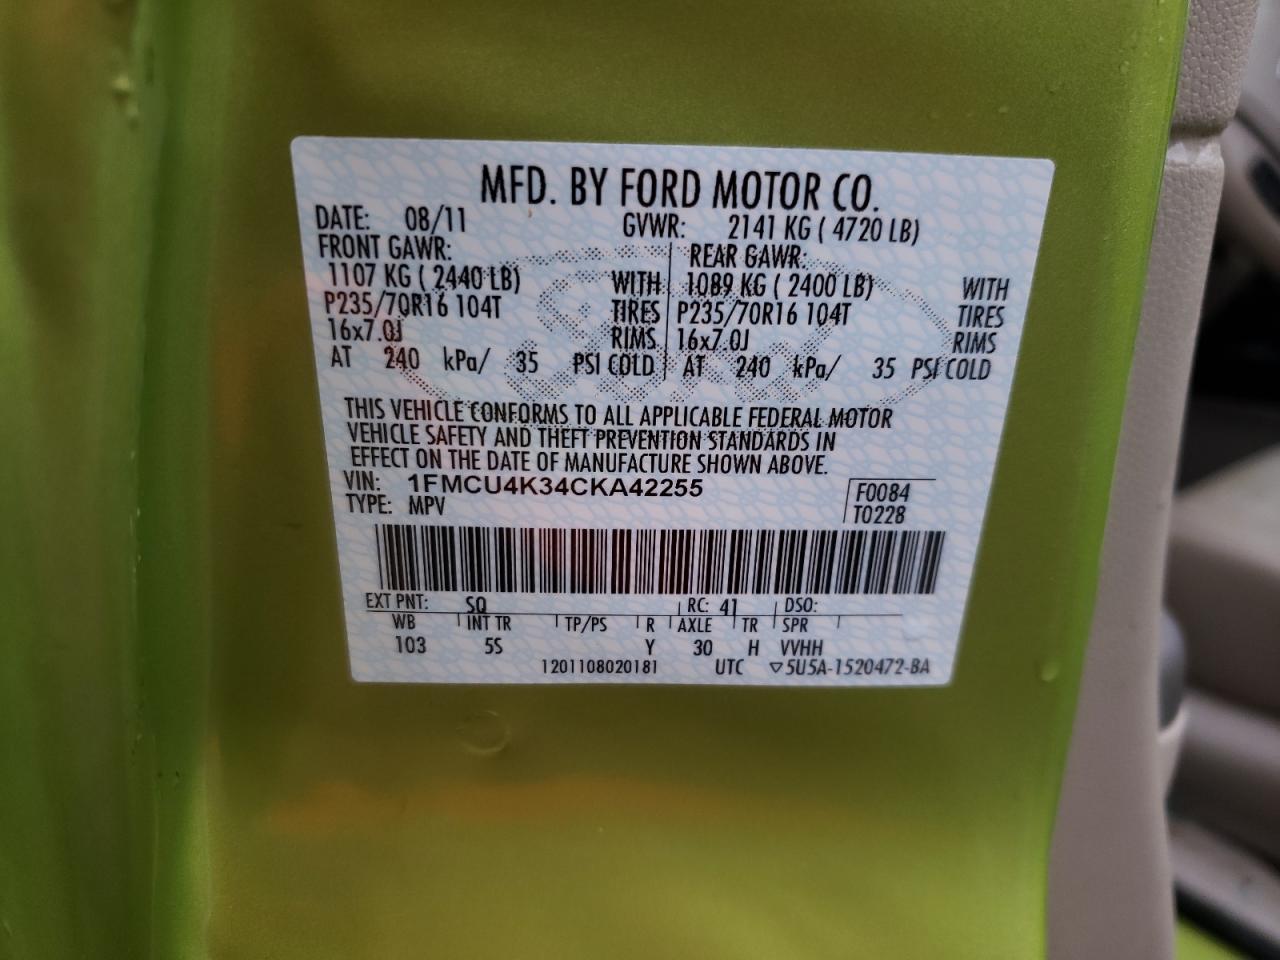 MFD. BY FORD MOTOR CO.
DATE: 08/11 GVWR: 2141 KG ( 4720 LB)
FRONT GAWR: REAR GAWR:
1107 KG ( 2440 LB) WITH 1089 KG ( 2400 LB) WITH
P235/70R16 104T TIRES P235/70R16 104T TIRES
16x7.0J RIMS 16x7.0J RIMS
AT 240 kPa/ 35 PSI COLD AT 240 kPa/ 35 PSI COLD
THIS VEHICLE CONFORMS TO ALL APPLICABLE FEDERAL MOTOR
VEHICLE SAFETY AND THEFT PREVENTION STANDARDS IN
EFFECT ON THE DATE OF MANUFACTURE SHOWN ABOVE.
VIN: 1FMCU4K34CKA42255 F0084
TYPE: MPV T0228
EXT PNT: SQ RC: 41 DSO:
WB INT TR TP/PS R AXLE TR SPR
103 5S Y 30 H VVHH
1201108020181 UTC ▽5U5A-1520472-BA